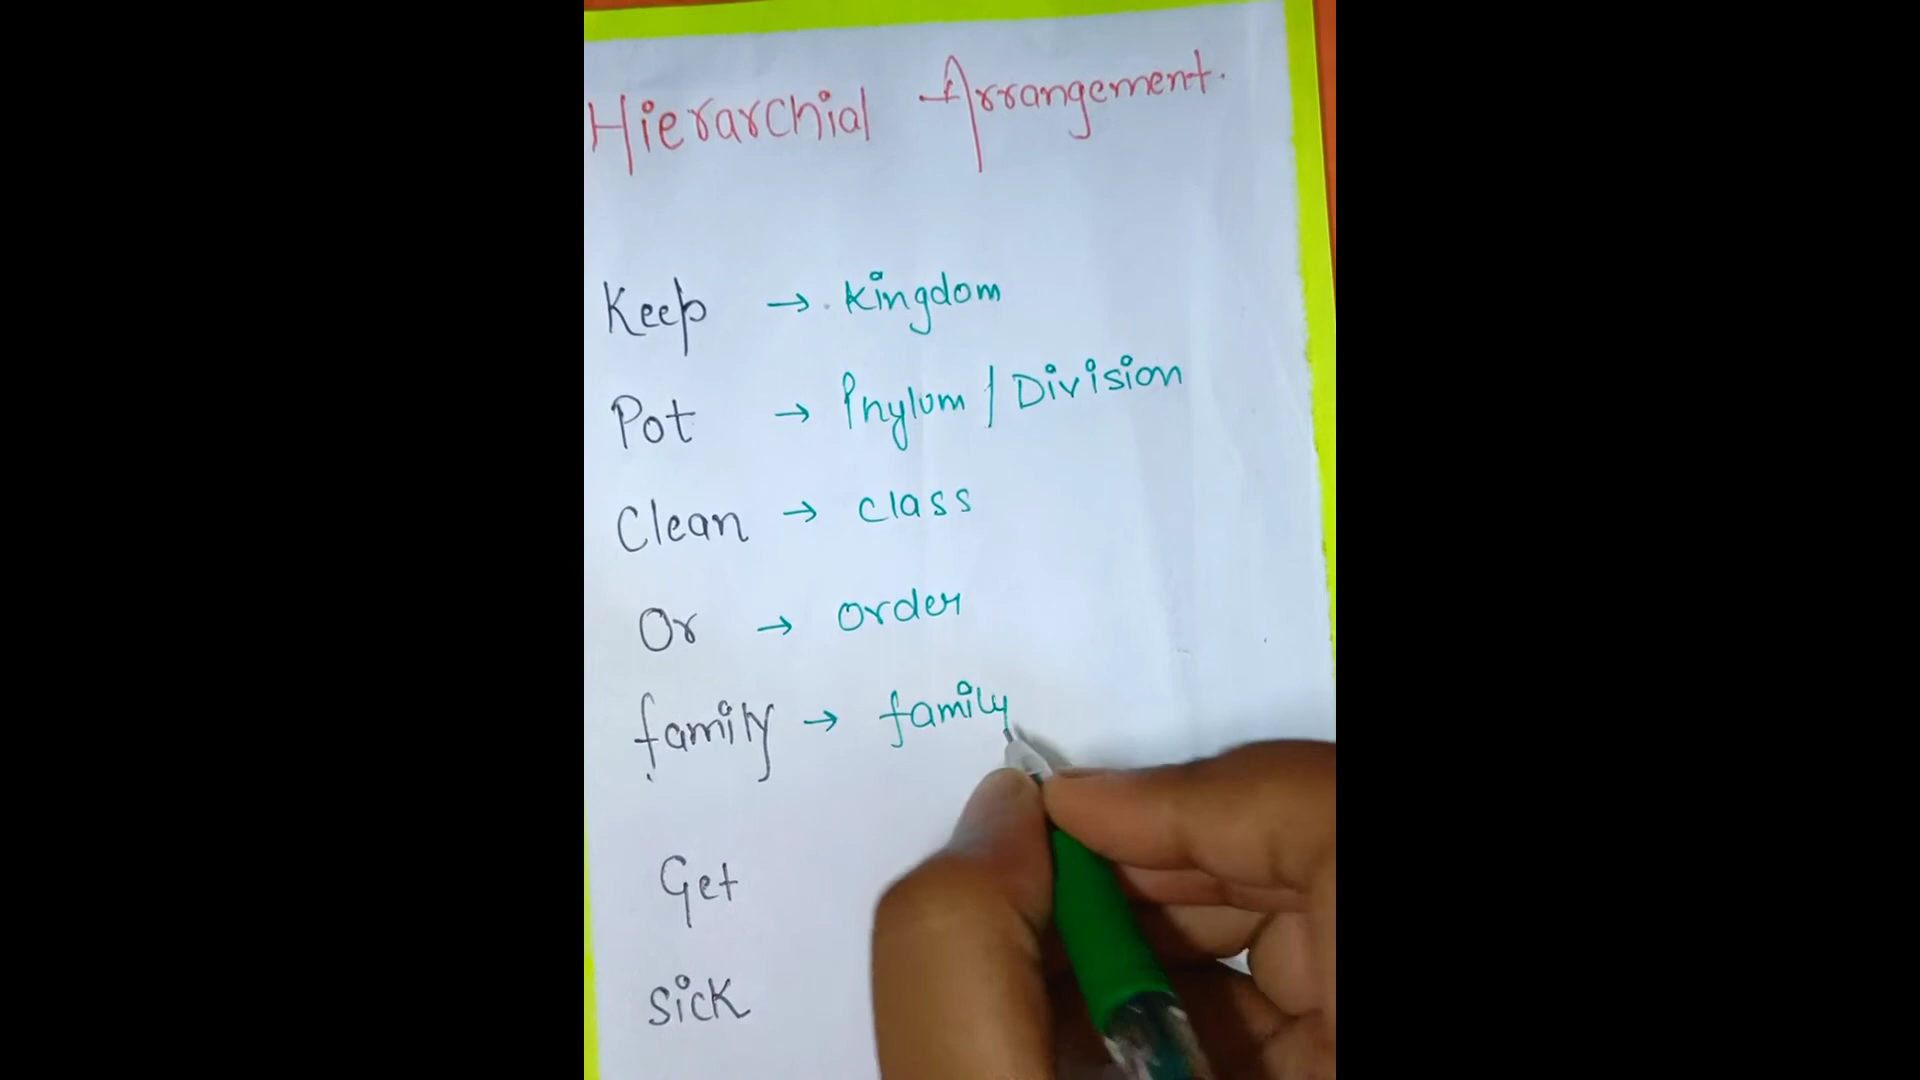 Hierarchial Arrangement.
Keep → Kingdom
Pot → Phylum / Division
Clean → class
Or → order
family → family
Get
Sick